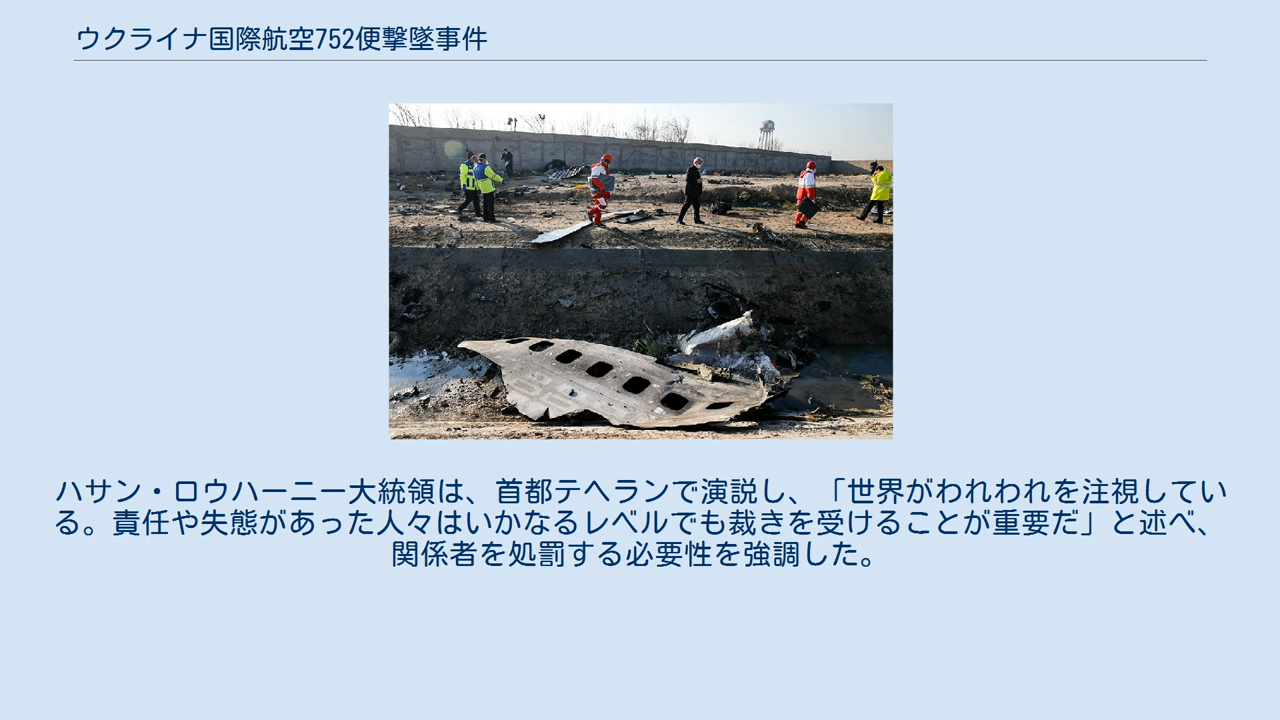 ウクライナ国際航空752便撃墜事件
ハサン・ロウハーニー大統領は、首都テヘランで演説し、「世界がわれわれを注視してい
る。責任や失態があった人々はいかなるレベルでも裁きを受けることが重要だ」と述べ、
関係者を処罰する必要性を強調した。